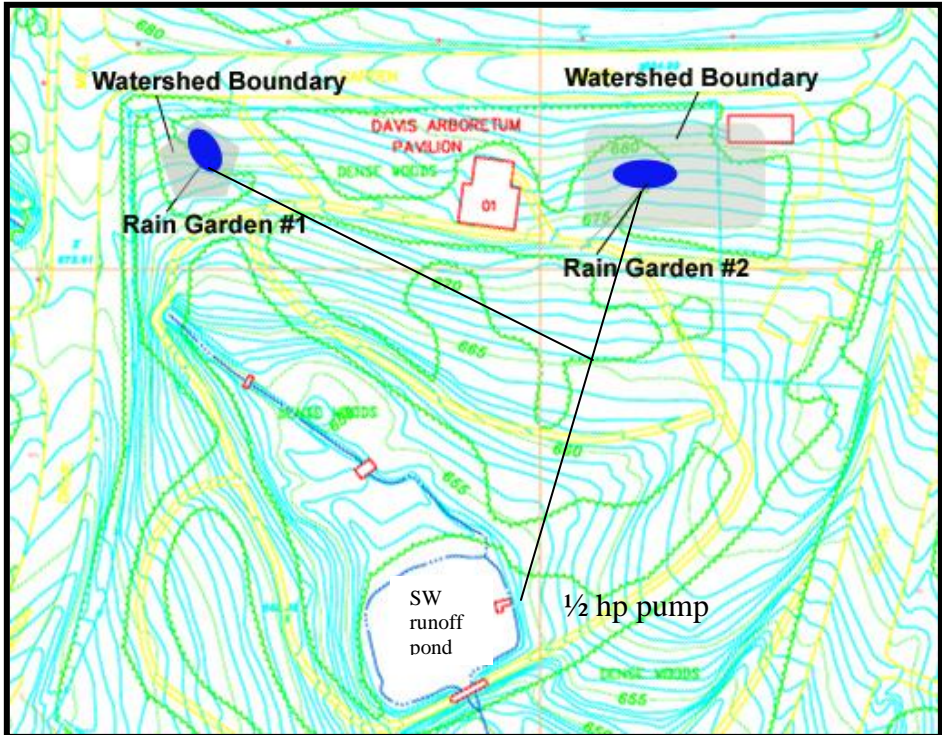 680
Watershed Boundary
Watershed Boundary
DAVIS ARBORETUM
PAVILION
680
DENSE WOODS
01
675
Rain Garden #1
Rain Garden #2
670
665
DENSE WOODS
660
655
SW
runoff
pond
½ hp pump
DENSE WOODS
655